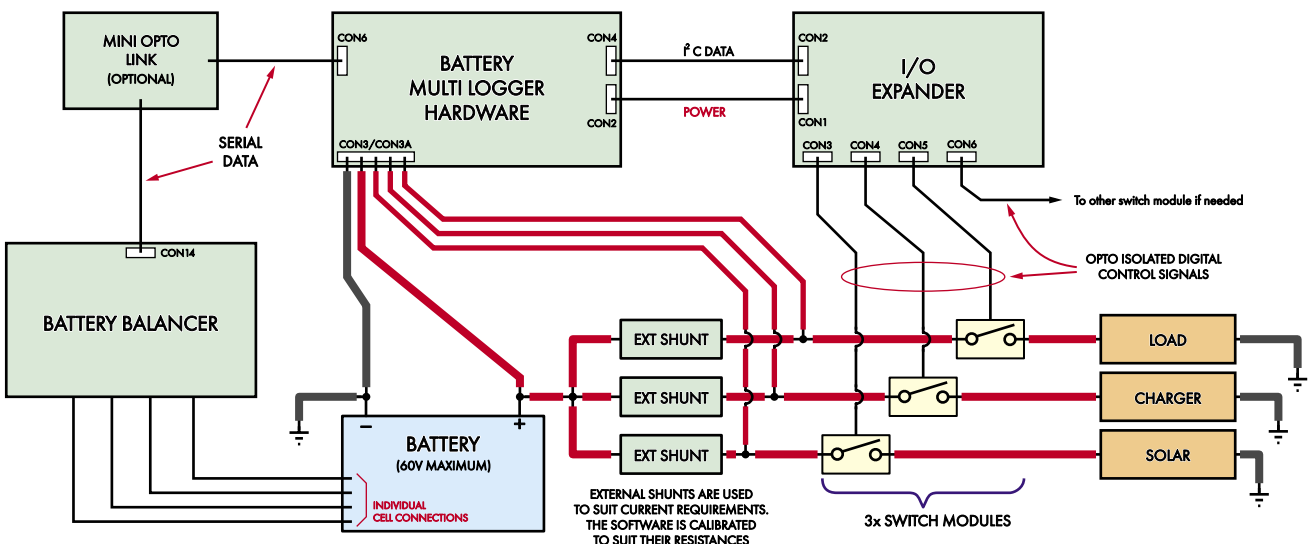 MINI OPTO
LINK
(OPTIONAL)
SERIAL
DATA
CON6
BATTERY
MULTI LOGGER
HARDWARE
CON4
CON2
CON3/CON3A
I² C DATA
POWER
CON2
I/O
EXPANDER
CON1
CON3
CON4
CON5
CON6
To other switch module if needed
OPTO ISOLATED DIGITAL
CONTROL SIGNALS
CON14
BATTERY BALANCER
– +
BATTERY
(60V MAXIMUM)
INDIVIDUAL
CELL CONNECTIONS
EXT SHUNT
EXT SHUNT
EXT SHUNT
LOAD
CHARGER
SOLAR
EXTERNAL SHUNTS ARE USED
TO SUIT CURRENT REQUIREMENTS.
THE SOFTWARE IS CALIBRATED
TO SUIT THEIR RESISTANCES
3x SWITCH MODULES